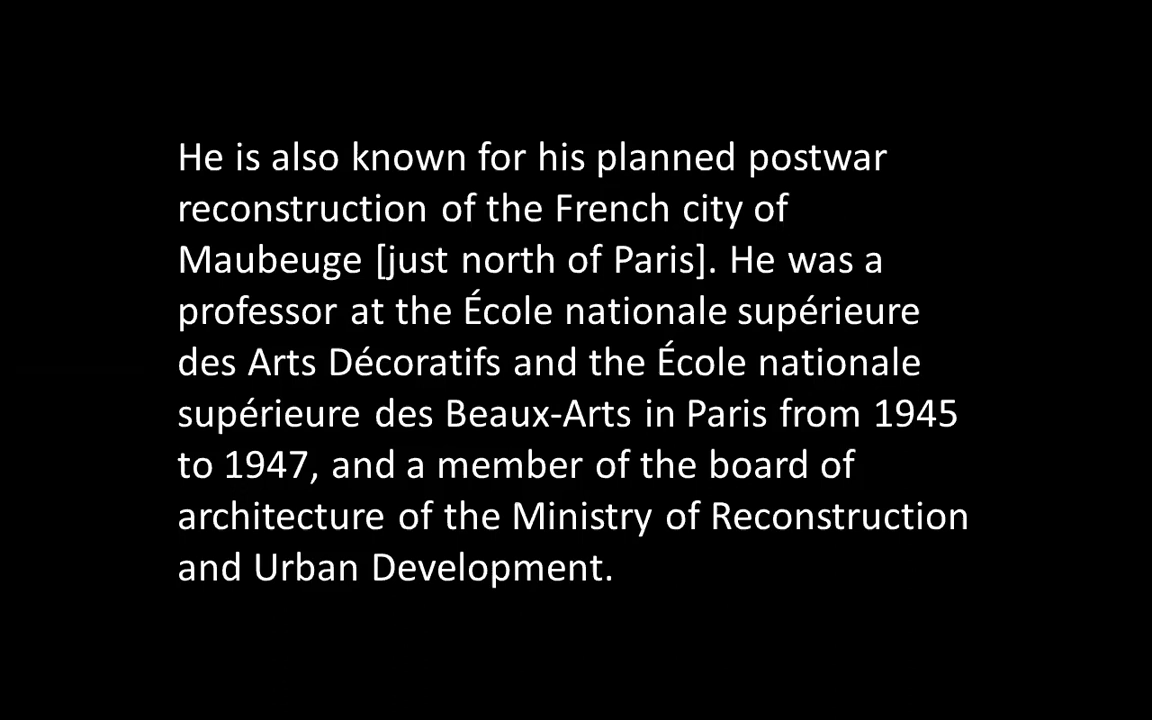 He is also known for his planned postwar
reconstruction of the French city of
Maubeuge [just north of Paris]. He was a
professor at the École nationale supérieure
des Arts Décoratifs and the École nationale
supérieure des Beaux-Arts in Paris from 1945
to 1947, and a member of the board of
architecture of the Ministry of Reconstruction
and Urban Development.